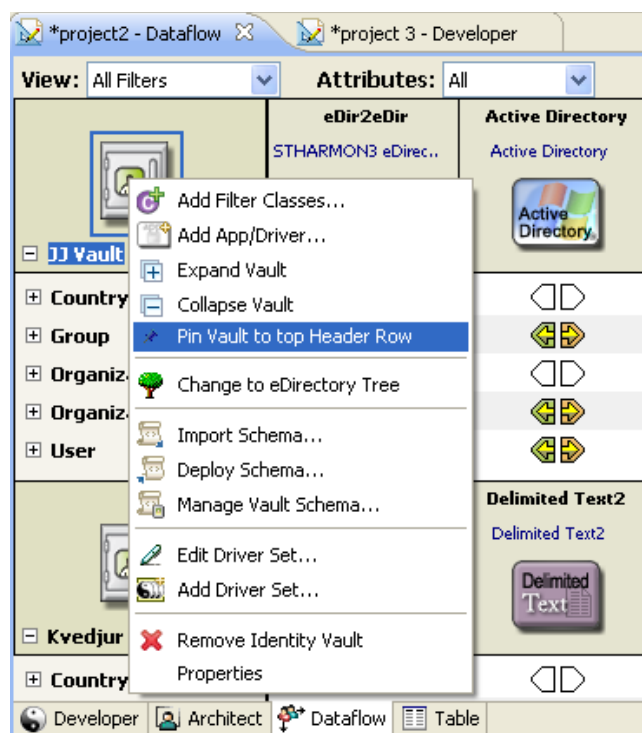 *project2 - Dataflow
*project 3 - Developer
View: All Filters
Attributes: All
eDir2eDir
Active Directory
STHARMON3 eDirec..
Active Directory
Active Directory
JJ Vault
Add Filter Classes...
Add App/Driver...
Expand Vault
Collapse Vault
Pin Vault to top Header Row
Change to eDirectory Tree
Import Schema...
Deploy Schema...
Manage Vault Schema...
Edit Driver Set...
Add Driver Set...
Remove Identity Vault
Properties
Country
Group
Organiz
Organiz
User
Delimited Text2
Delimited Text2
Delimited
Text
Kvedjur
Country
Developer Architect Dataflow Table